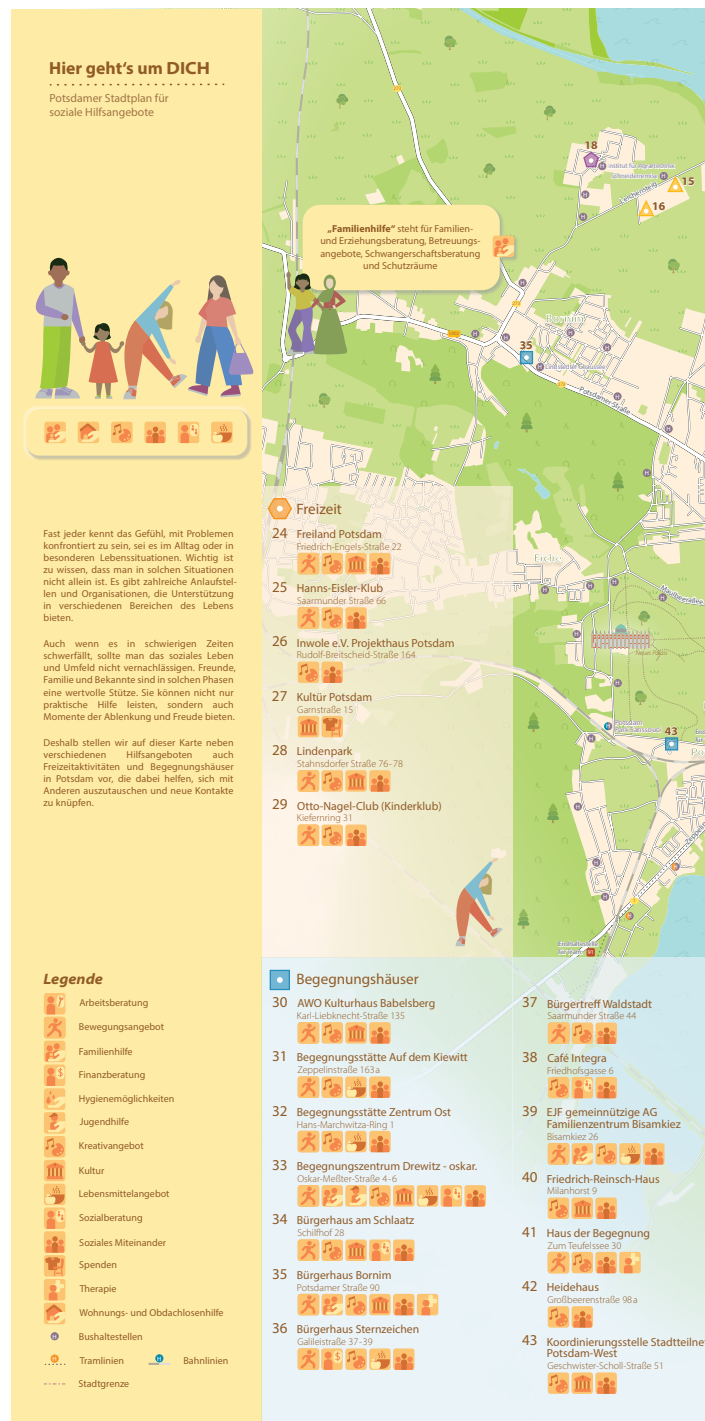 Hier geht's um DICH
Potsdamer Stadtplan für
soziale Hilfsangebote
Fast jeder kennt das Gefühl, mit Problemen
konfrontiert zu sein, sei es im Alltag oder in
besonderen Lebenssituationen. Wichtig ist
zu wissen, dass man in solchen Situationen
nicht allein ist. Es gibt zahlreiche Anlaufstel-
len und Organisationen, die Unterstützung
in verschiedenen Bereichen des Lebens
bieten.
Auch wenn es in schwierigen Zeiten
schwerfällt, sollte man das soziales Leben
und Umfeld nicht vernachlässigen. Freunde,
Familie und Bekannte sind in solchen Phasen
eine wertvolle Stütze. Sie können nicht nur
praktische Hilfe leisten, sondern auch
Momente der Ablenkung und Freude bieten.
Deshalb stellen wir auf dieser Karte neben
verschiedenen Hilfsangeboten auch
Freizeitaktivitäten und Begegnungshäuser
in Potsdam vor, die dabei helfen, sich mit
Anderen auszutauschen und neue Kontakte
zu knüpfen.
Legende
Arbeitsberatung
Bewegungsangebot
Familienhilfe
Finanzberatung
Hygienemöglichkeiten
Jugendhilfe
Kreativangebot
Kultur
Lebensmittelangebot
Sozialberatung
Soziales Miteinander
Spenden
Therapie
Wohnungs- und Obdachlosenhilfe
Bushaltestellen
Tramlinien
Bahnlinien
Stadtgrenze
„Familienhilfe“ steht für Familien-
und Erziehungsberatung, Betreuungs-
angebote, Schwangerschaftsberatung
und Schutzräume
18
15
16
Bornim
35
Potsdamer-Straße
Eiche
Maulbeerallee
Neues Palais
Potsdam
Park Sanssouci
43
Endhaltestelle
Freizeit
24 Freiland Potsdam
Friedrich-Engels-Straße 22
25 Hanns-Eisler-Klub
Saarmunder Straße 66
26 Inwole e.V. Projekthaus Potsdam
Rudolf-Breitscheid-Straße 164
27 Kultür Potsdam
Garnstraße 15
28 Lindenpark
Stahnsdorfer Straße 76-78
29 Otto-Nagel-Club (Kinderklub)
Kiefernring 31
Begegnungshäuser
30 AWO Kulturhaus Babelsberg
Karl-Liebknecht-Straße 135
31 Begegnungsstätte Auf dem Kiewitt
Zeppelinstraße 163a
32 Begegnungsstätte Zentrum Ost
Hans-Marchwitza-Ring 1
33 Begegnungszentrum Drewitz - oskar.
Oskar-Meßter-Straße 4-6
34 Bürgerhaus am Schlaatz
Schilfhof 28
35 Bürgerhaus Bornim
Potsdamer Straße 90
36 Bürgerhaus Sternzeichen
Galileistraße 37-39
37 Bürgertreff Waldstadt
Saarmunder Straße 44
38 Café Integra
Friedhofsgasse 6
39 EJF gemeinnützige AG
Familienzentrum Bisamkiez
Bisamkiez 26
40 Friedrich-Reinsch-Haus
Milanhorst 9
41 Haus der Begegnung
Zum Teufelssee 30
42 Heidehaus
Großbeerenstraße 98a
43 Koordinierungsstelle
Potsdam-West
Geschwister-Scholl-Straße 51